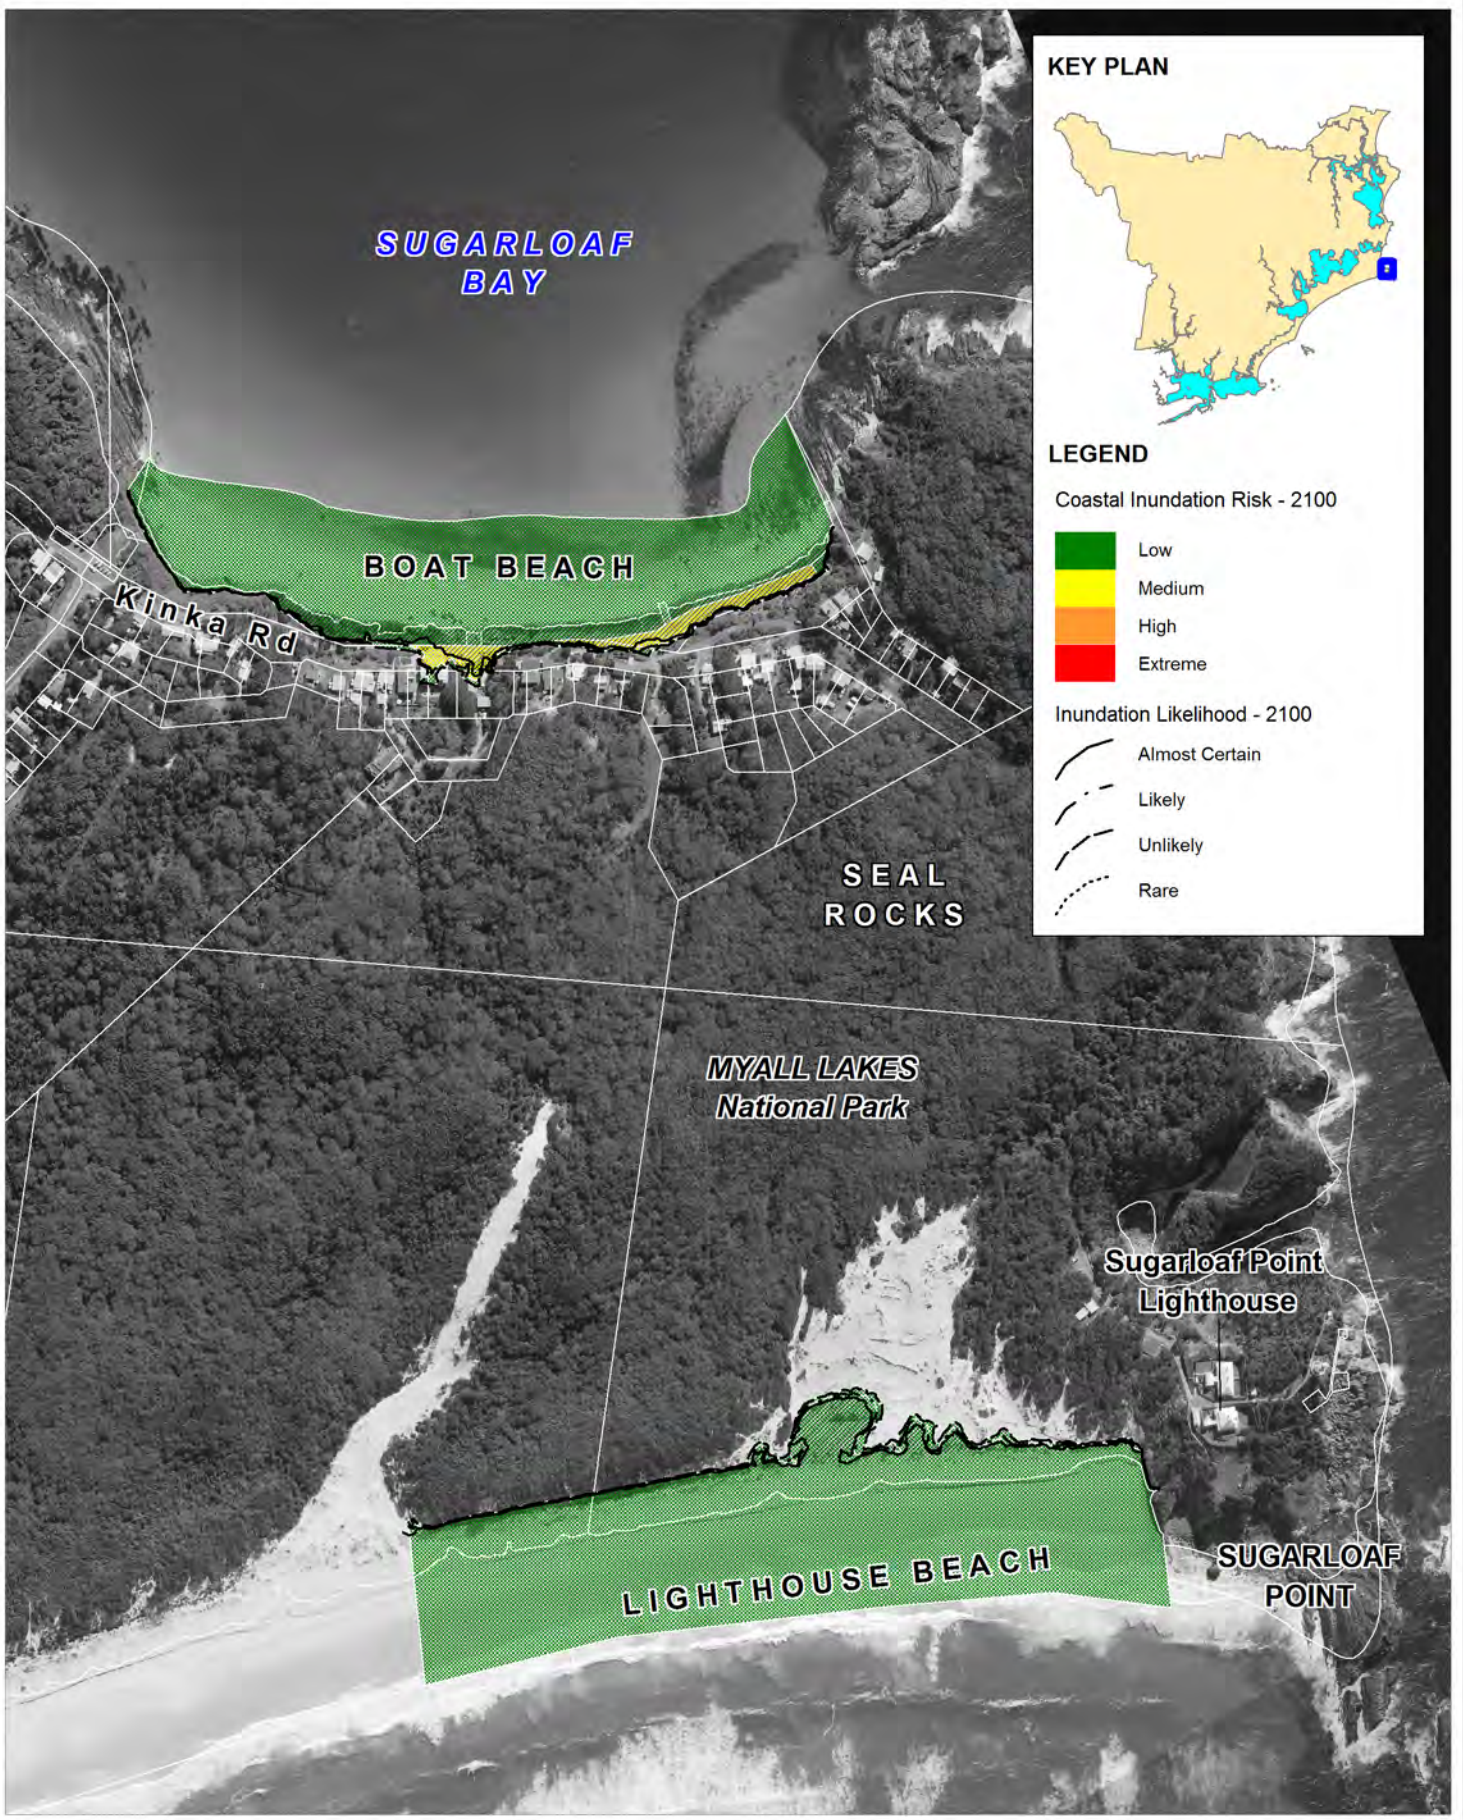 KEY PLAN
SUGARLOAF
BAY
LEGEND
Coastal Inundation Risk - 2100
Low
Medium
High
Extreme
Inundation Likelihood - 2100
Almost Certain
Likely
Unlikely
Rare
BOAT BEACH
Kinka Rd
SEAL
ROCKS
MYALL LAKES
National Park
Sugarloaf Point
Lighthouse
LIGHTHOUSE BEACH
SUGARLOAF
POINT